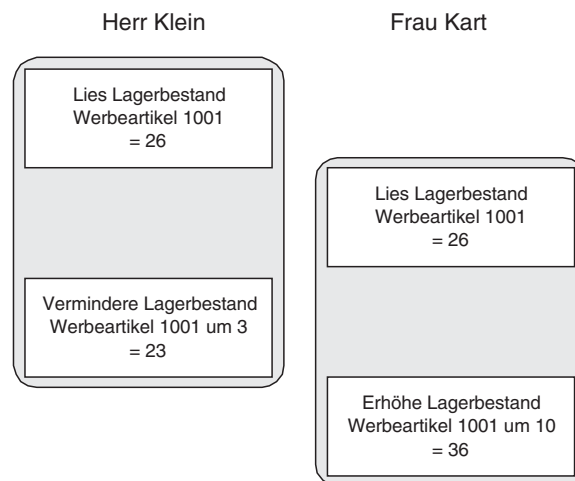 Herr Klein
Frau Kart
Lies Lagerbestand
Werbeartikel 1001
= 26
Lies Lagerbestand
Werbeartikel 1001
= 26
Vermindere Lagerbestand
Werbeartikel 1001 um 3
= 23
Erhöhe Lagerbestand
Werbeartikel 1001 um 10
= 36